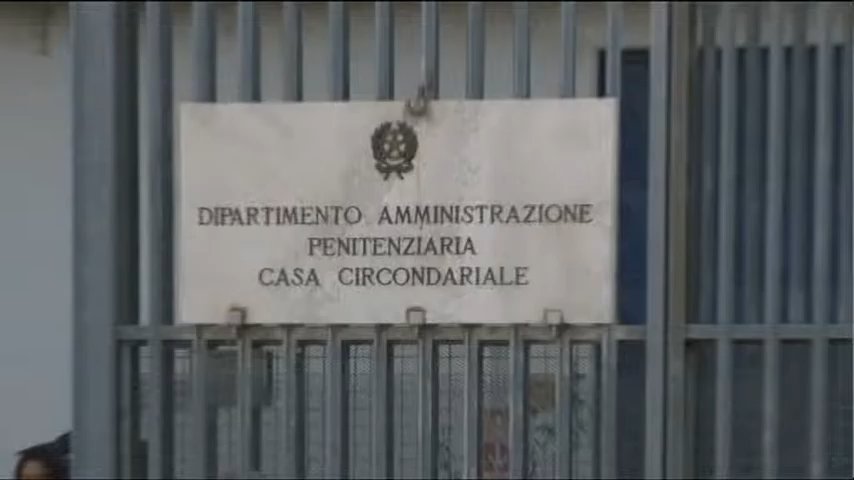 DIPARTIMENTO AMMINISTRAZIONE
PENITENZIARIA
CASA CIRCONDARIALE